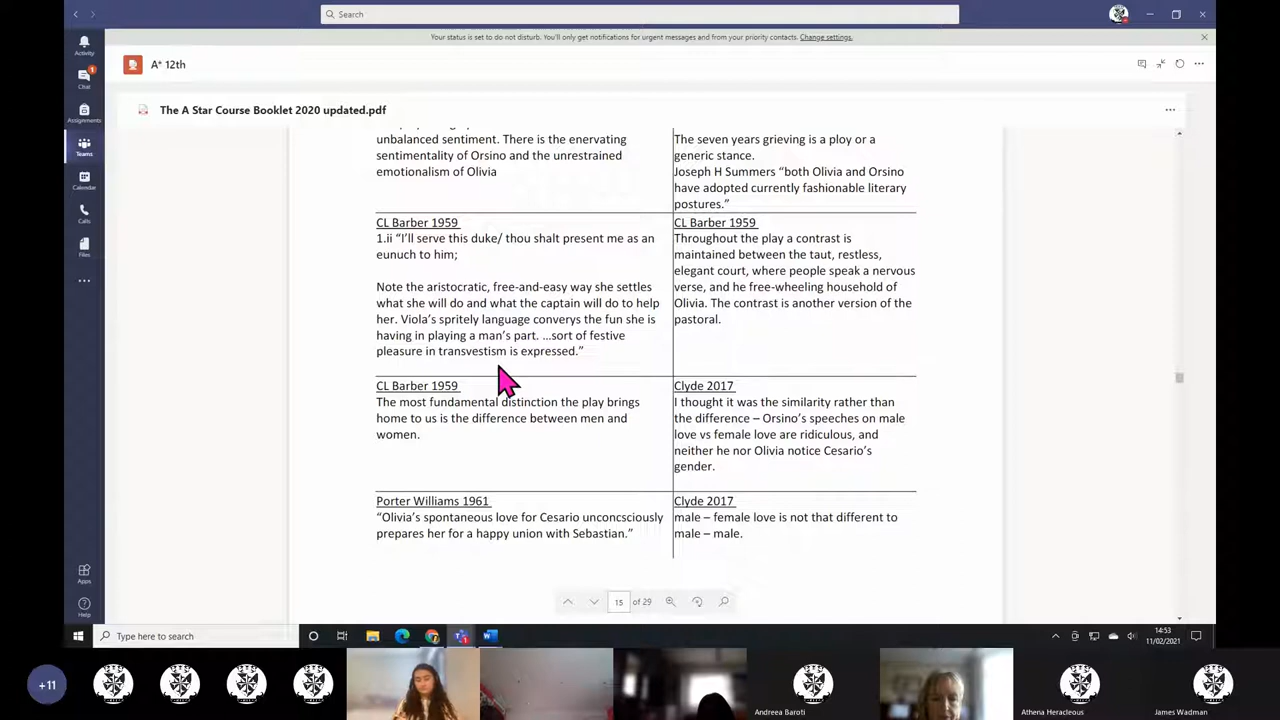 Search
Your status is set to do not disturb. You'll only get notifications for urgent messages and from your priority contacts. Change settings.
Activity
Chat
Assignments
Teams
Calendar
Calls
Files
Apps
Help
A* 12th
The A Star Course Booklet 2020 updated.pdf
unbalanced sentiment. There is the enervating
sentimentality of Orsino and the unrestrained
emotionalism of Olivia
The seven years grieving is a ploy or a
generic stance.
Joseph H Summers “both Olivia and Orsino
have adopted currently fashionable literary
postures.”
CL Barber 1959
1.ii “I’ll serve this duke/ thou shalt present me as an
eunuch to him;
Note the aristocratic, free-and-easy way she settles
what she will do and what the captain will do to help
her. Viola’s spritely language converys the fun she is
having in playing a man’s part. …sort of festive
pleasure in transvestism is expressed.”
CL Barber 1959
Throughout the play a contrast is
maintained between the taut, restless,
elegant court, where people speak a nervous
verse, and he free-wheeling household of
Olivia. The contrast is another version of the
pastoral.
CL Barber 1959
The most fundamental distinction the play brings
home to us is the difference between men and
women.
Clyde 2017
I thought it was the similarity rather than
the difference – Orsino’s speeches on male
love vs female love are ridiculous, and
neither he nor Olivia notice Cesario’s
gender.
Porter Williams 1961
“Olivia’s spontaneous love for Cesario unconcsciously
prepares her for a happy union with Sebastian.”
Clyde 2017
male – female love is not that different to
male – male.
15 of 29
Type here to search
14:53
11/02/2021
+11
Andreea Baroti
Athena Heracleous
James Wadman